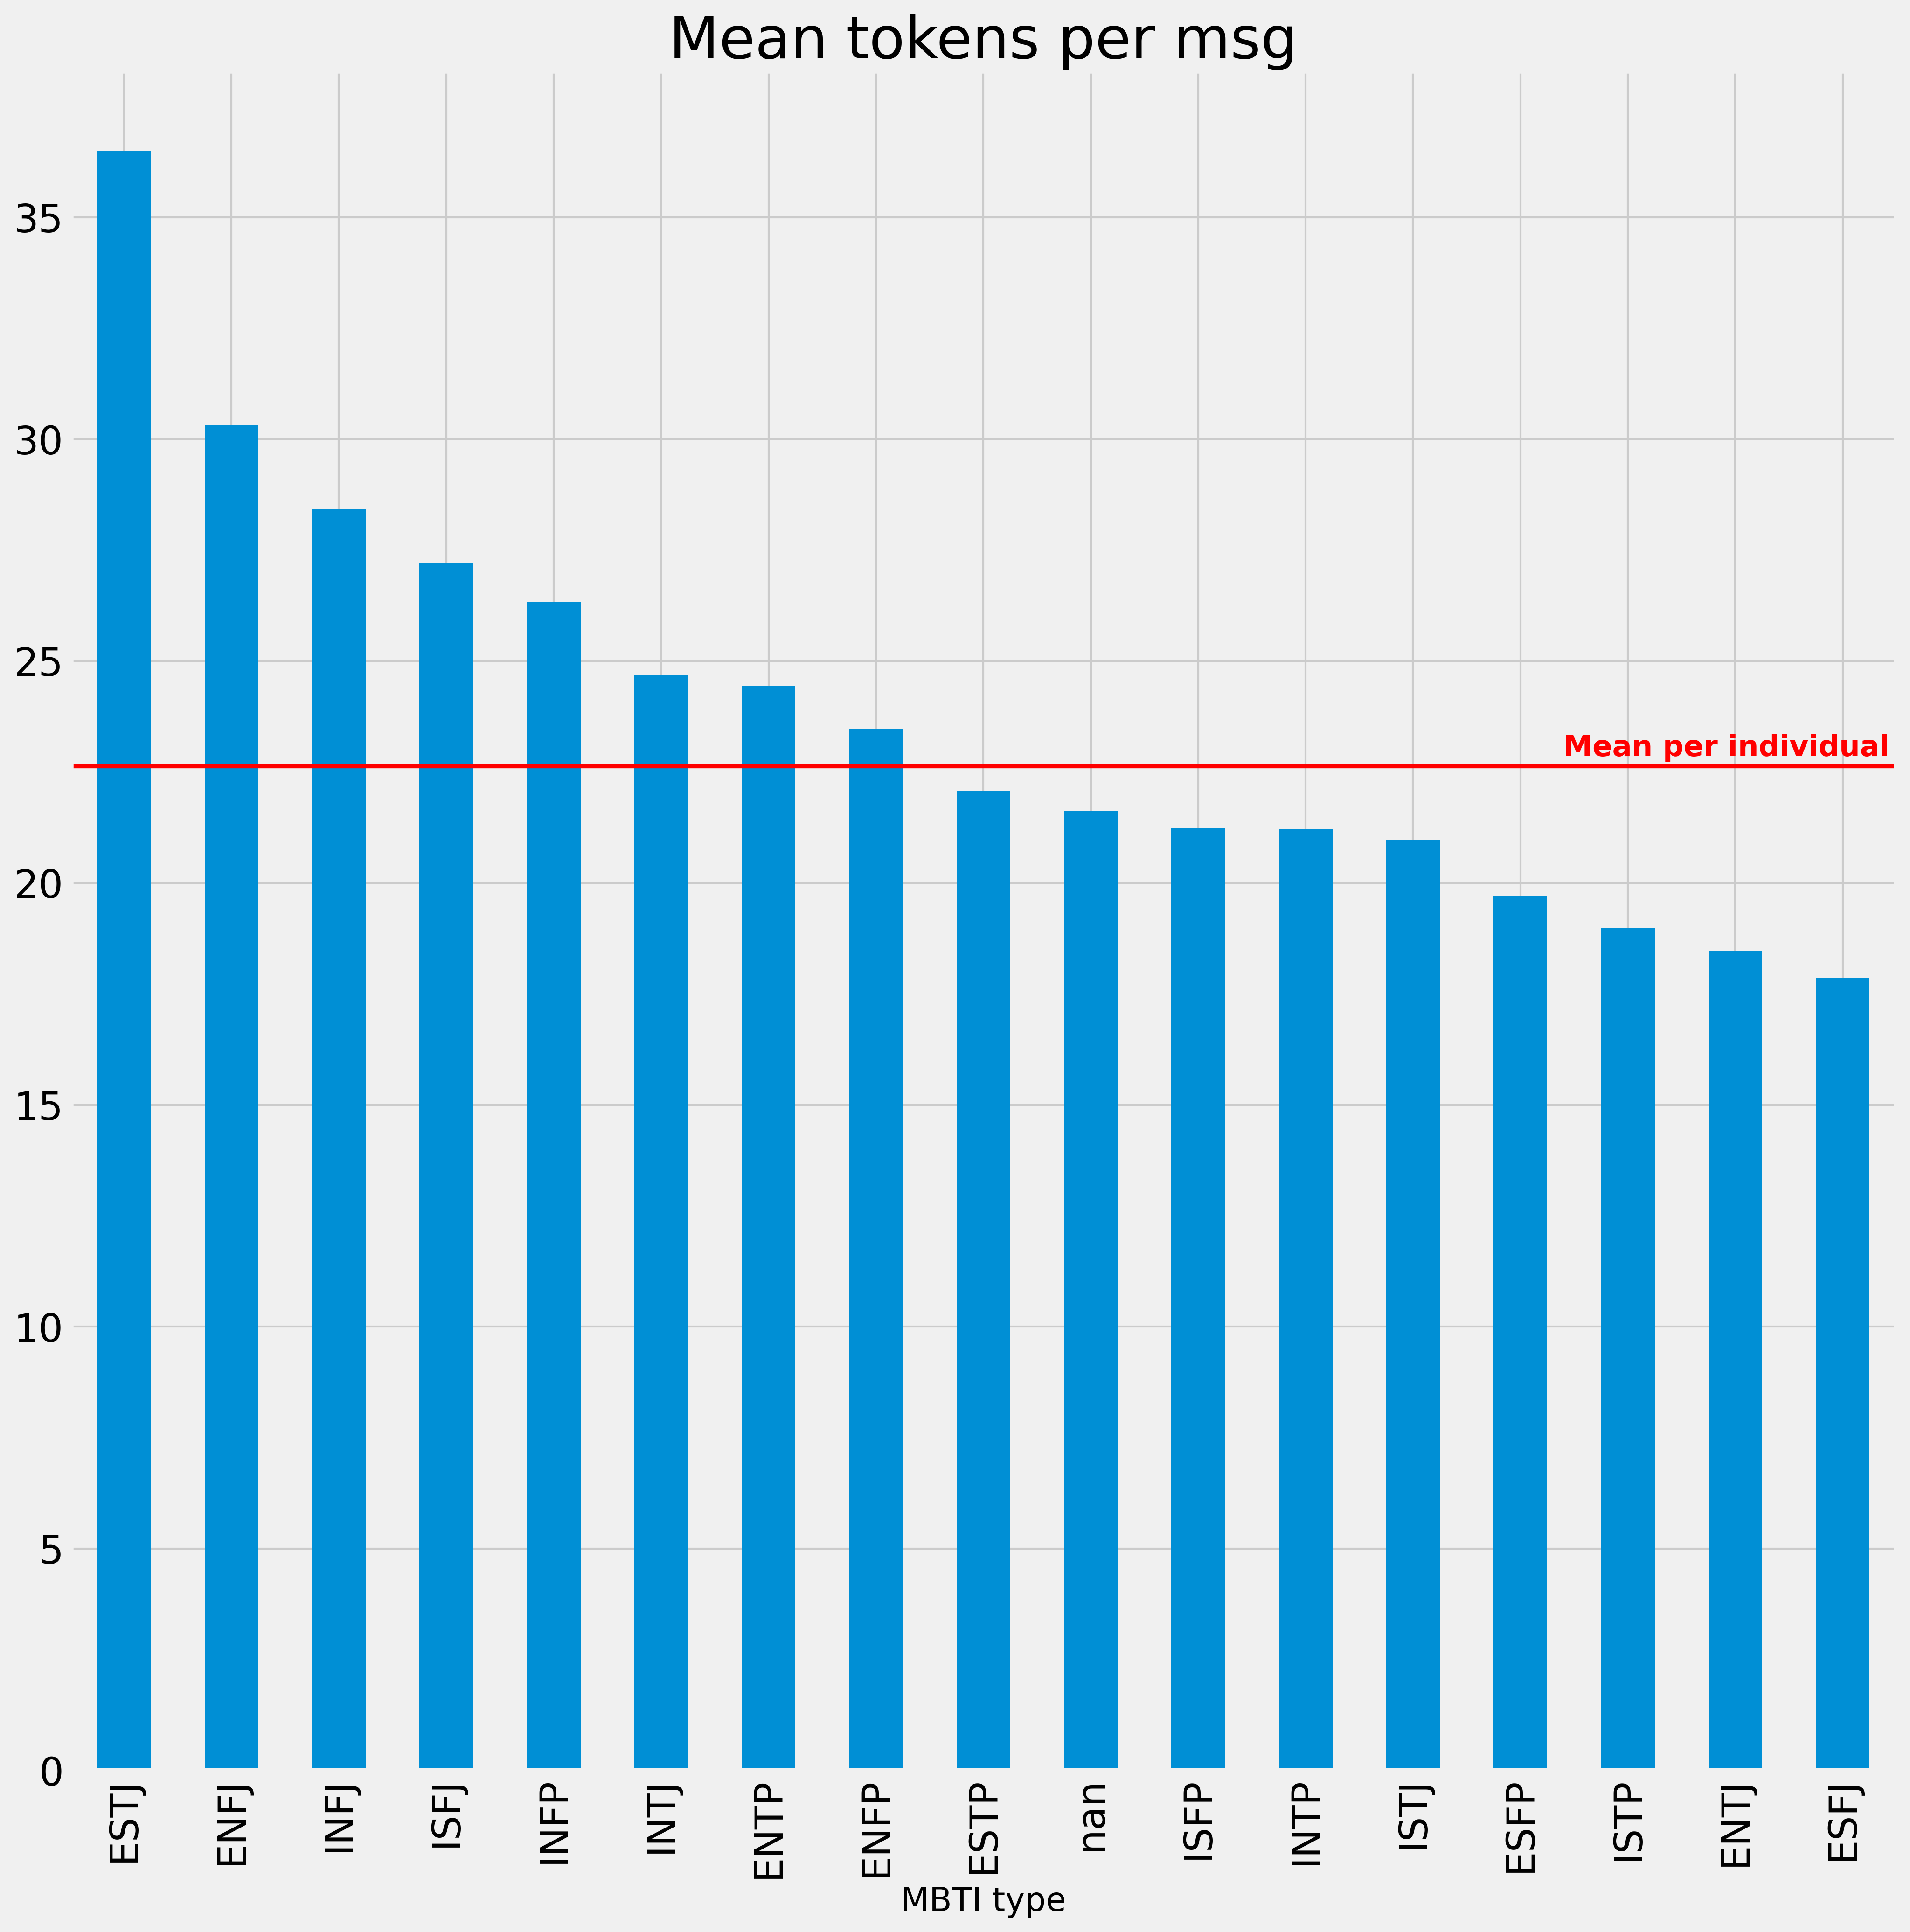 Mean tokens per msg
35
30
25
20
15
10
5
0
Mean per individual
ESTJ
ENFJ
INFJ
ISFJ
INFP
INTJ
ENTP
ENFP
ESTP
nan
ISFP
INTP
ISTJ
ESFP
ISTP
ENTJ
ESFJ
MBTI type